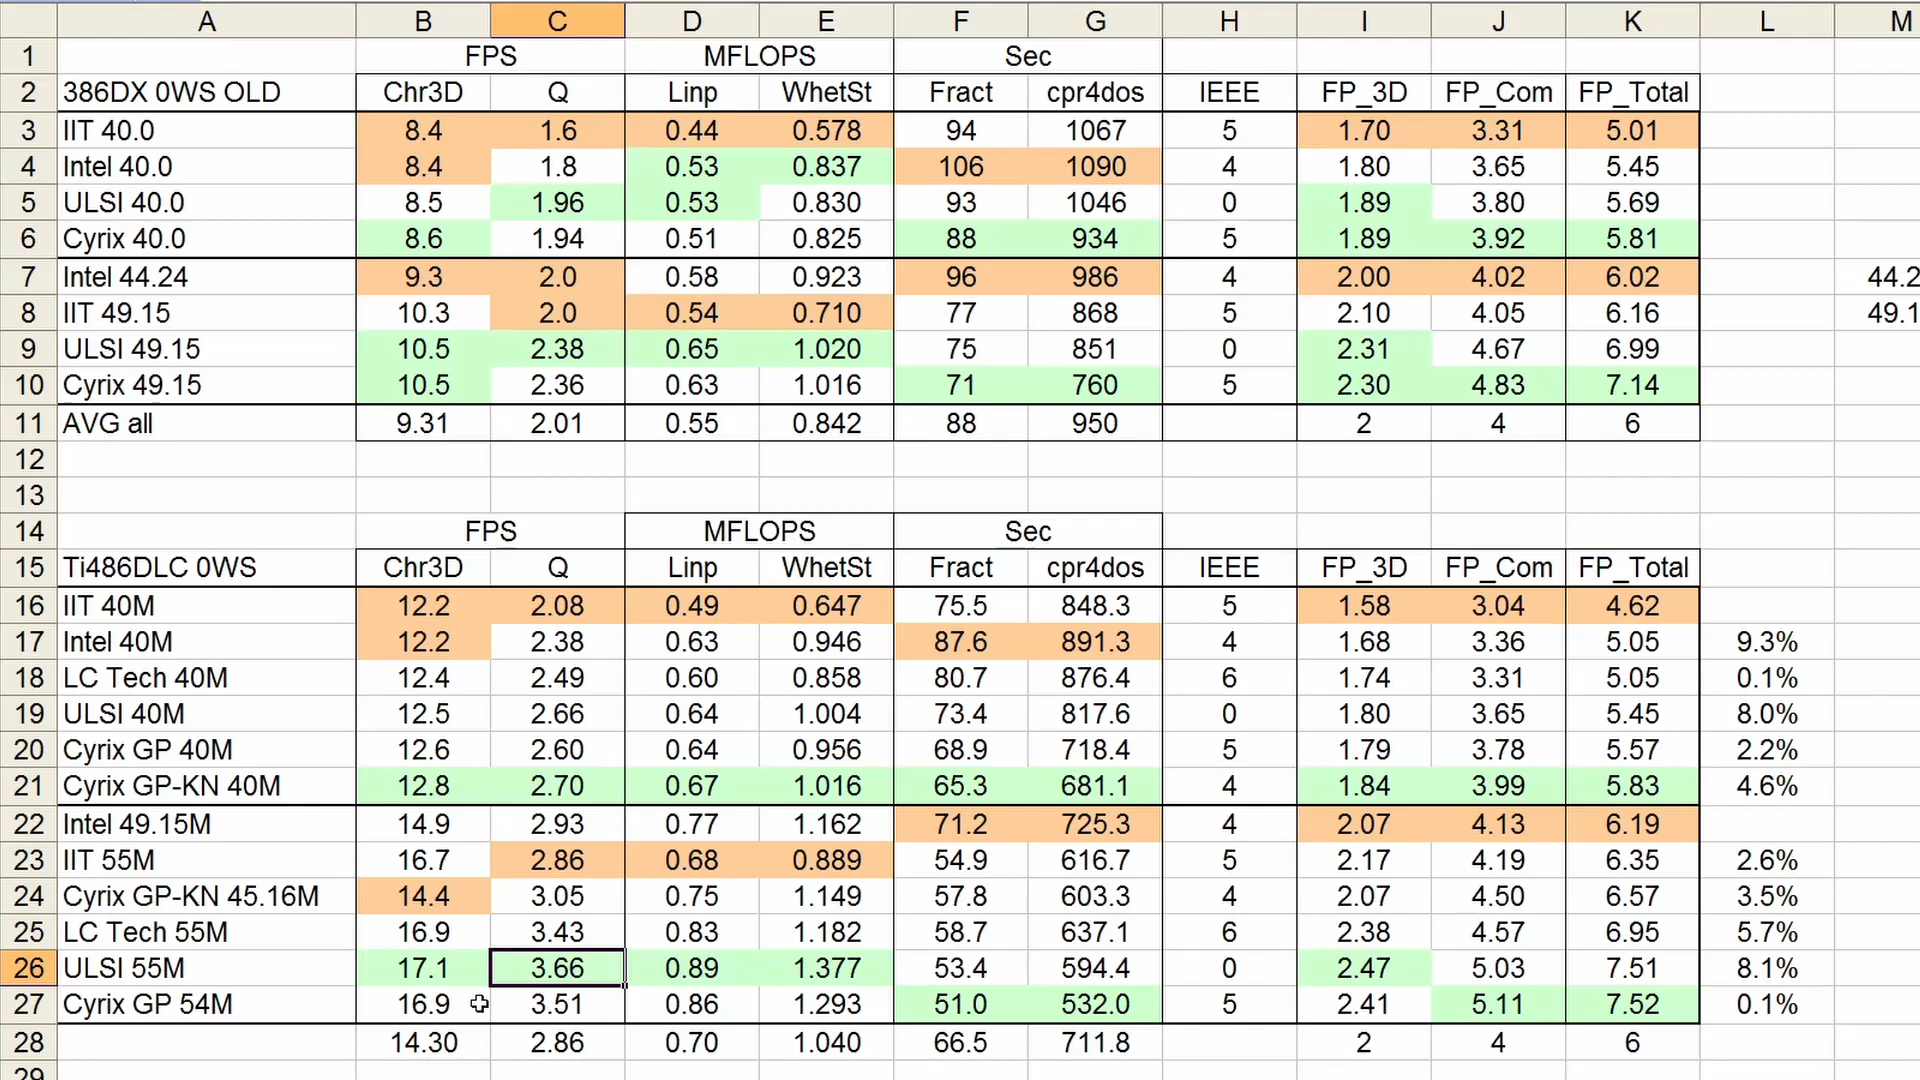 A B C D E F G H I J K L M
1 FPS MFLOPS Sec
2 386DX 0WS OLD Chr3D Q Linp WhetSt Fract cpr4dos IEEE FP_3D FP_Com FP_Total
3 IIT 40.0 8.4 1.6 0.44 0.578 94 1067 5 1.70 3.31 5.01
4 Intel 40.0 8.4 1.8 0.53 0.837 106 1090 4 1.80 3.65 5.45
5 ULSI 40.0 8.5 1.96 0.53 0.830 93 1046 0 1.89 3.80 5.69
6 Cyrix 40.0 8.6 1.94 0.51 0.825 88 934 5 1.89 3.92 5.81
7 Intel 44.24 9.3 2.0 0.58 0.923 96 986 4 2.00 4.02 6.02 44.2
8 IIT 49.15 10.3 2.0 0.54 0.710 77 868 5 2.10 4.05 6.16 49.1
9 ULSI 49.15 10.5 2.38 0.65 1.020 75 851 0 2.31 4.67 6.99
10 Cyrix 49.15 10.5 2.36 0.63 1.016 71 760 5 2.30 4.83 7.14
11 AVG all 9.31 2.01 0.55 0.842 88 950 2 4 6
12
13
14 FPS MFLOPS Sec
15 Ti486DLC 0WS Chr3D Q Linp WhetSt Fract cpr4dos IEEE FP_3D FP_Com FP_Total
16 IIT 40M 12.2 2.08 0.49 0.647 75.5 848.3 5 1.58 3.04 4.62
17 Intel 40M 12.2 2.38 0.63 0.946 87.6 891.3 4 1.68 3.36 5.05 9.3%
18 LC Tech 40M 12.4 2.49 0.60 0.858 80.7 876.4 6 1.74 3.31 5.05 0.1%
19 ULSI 40M 12.5 2.66 0.64 1.004 73.4 817.6 0 1.80 3.65 5.45 8.0%
20 Cyrix GP 40M 12.6 2.60 0.64 0.956 68.9 718.4 5 1.79 3.78 5.57 2.2%
21 Cyrix GP-KN 40M 12.8 2.70 0.67 1.016 65.3 681.1 4 1.84 3.99 5.83 4.6%
22 Intel 49.15M 14.9 2.93 0.77 1.162 71.2 725.3 4 2.07 4.13 6.19
23 IIT 55M 16.7 2.86 0.68 0.889 54.9 616.7 5 2.17 4.19 6.35 2.6%
24 Cyrix GP-KN 45.16M 14.4 3.05 0.75 1.149 57.8 603.3 4 2.07 4.50 6.57 3.5%
25 LC Tech 55M 16.9 3.43 0.83 1.182 58.7 637.1 6 2.38 4.57 6.95 5.7%
26 ULSI 55M 17.1 3.66 0.89 1.377 53.4 594.4 0 2.47 5.03 7.51 8.1%
27 Cyrix GP 54M 16.9 3.51 0.86 1.293 51.0 532.0 5 2.41 5.11 7.52 0.1%
28 14.30 2.86 0.70 1.040 66.5 711.8 2 4 6
29